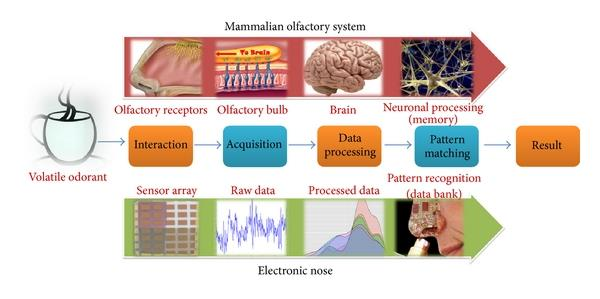 Mammalian olfactory system
To Brain
Olfactory receptors
Olfactory bulb
Brain
Neuronal processing
(memory)
Volatile odorant
Interaction
Acquisition
Data
processing
Pattern
matching
Result
Sensor array
Raw data
Processed data
Pattern recognition
(data bank)
Electronic nose